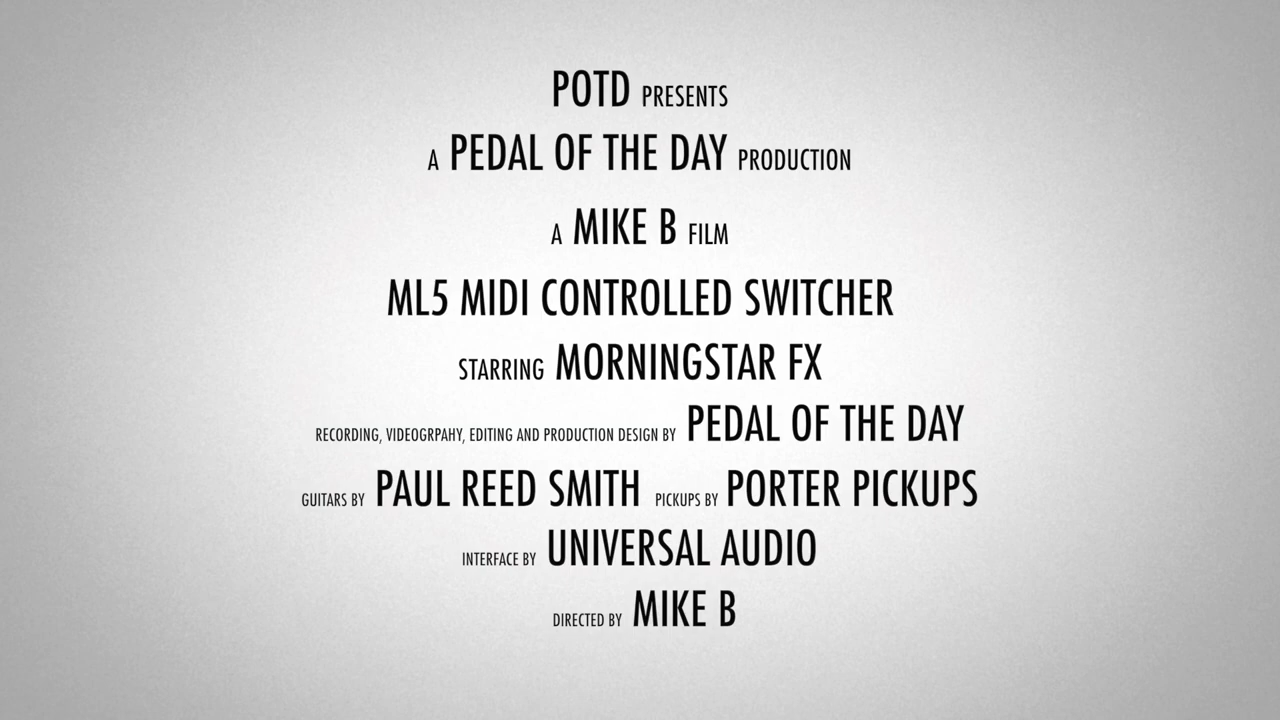 POTD PRESENTS
A PEDAL OF THE DAY PRODUCTION
A MIKE B FILM
ML5 MIDI CONTROLLED SWITCHER
STARRING MORNINGSTAR FX
RECORDING, VIDEOGRPAHY, EDITING AND PRODUCTION DESIGN BY PEDAL OF THE DAY
GUITARS BY PAUL REED SMITH PICKUPS BY PORTER PICKUPS
INTERFACE BY UNIVERSAL AUDIO
DIRECTED BY MIKE B